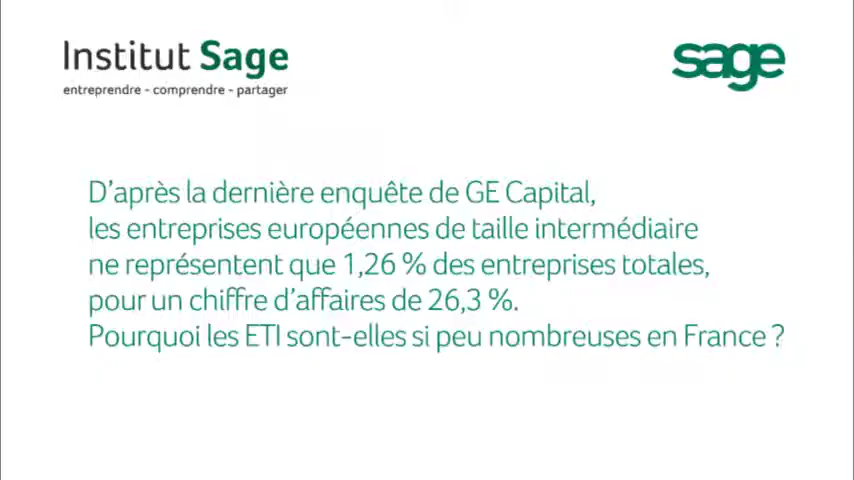 Institut Sage
sage
entreprendre - comprendre - partager
D'après la dernière enquête de GE Capital,
les entreprises européennes de taille intermédiaire
ne représentent que 1,26 % des entreprises totales,
pour un chiffre d'affaires de 26,3 %.
Pourquoi les ETI sont-elles si peu nombreuses en France ?